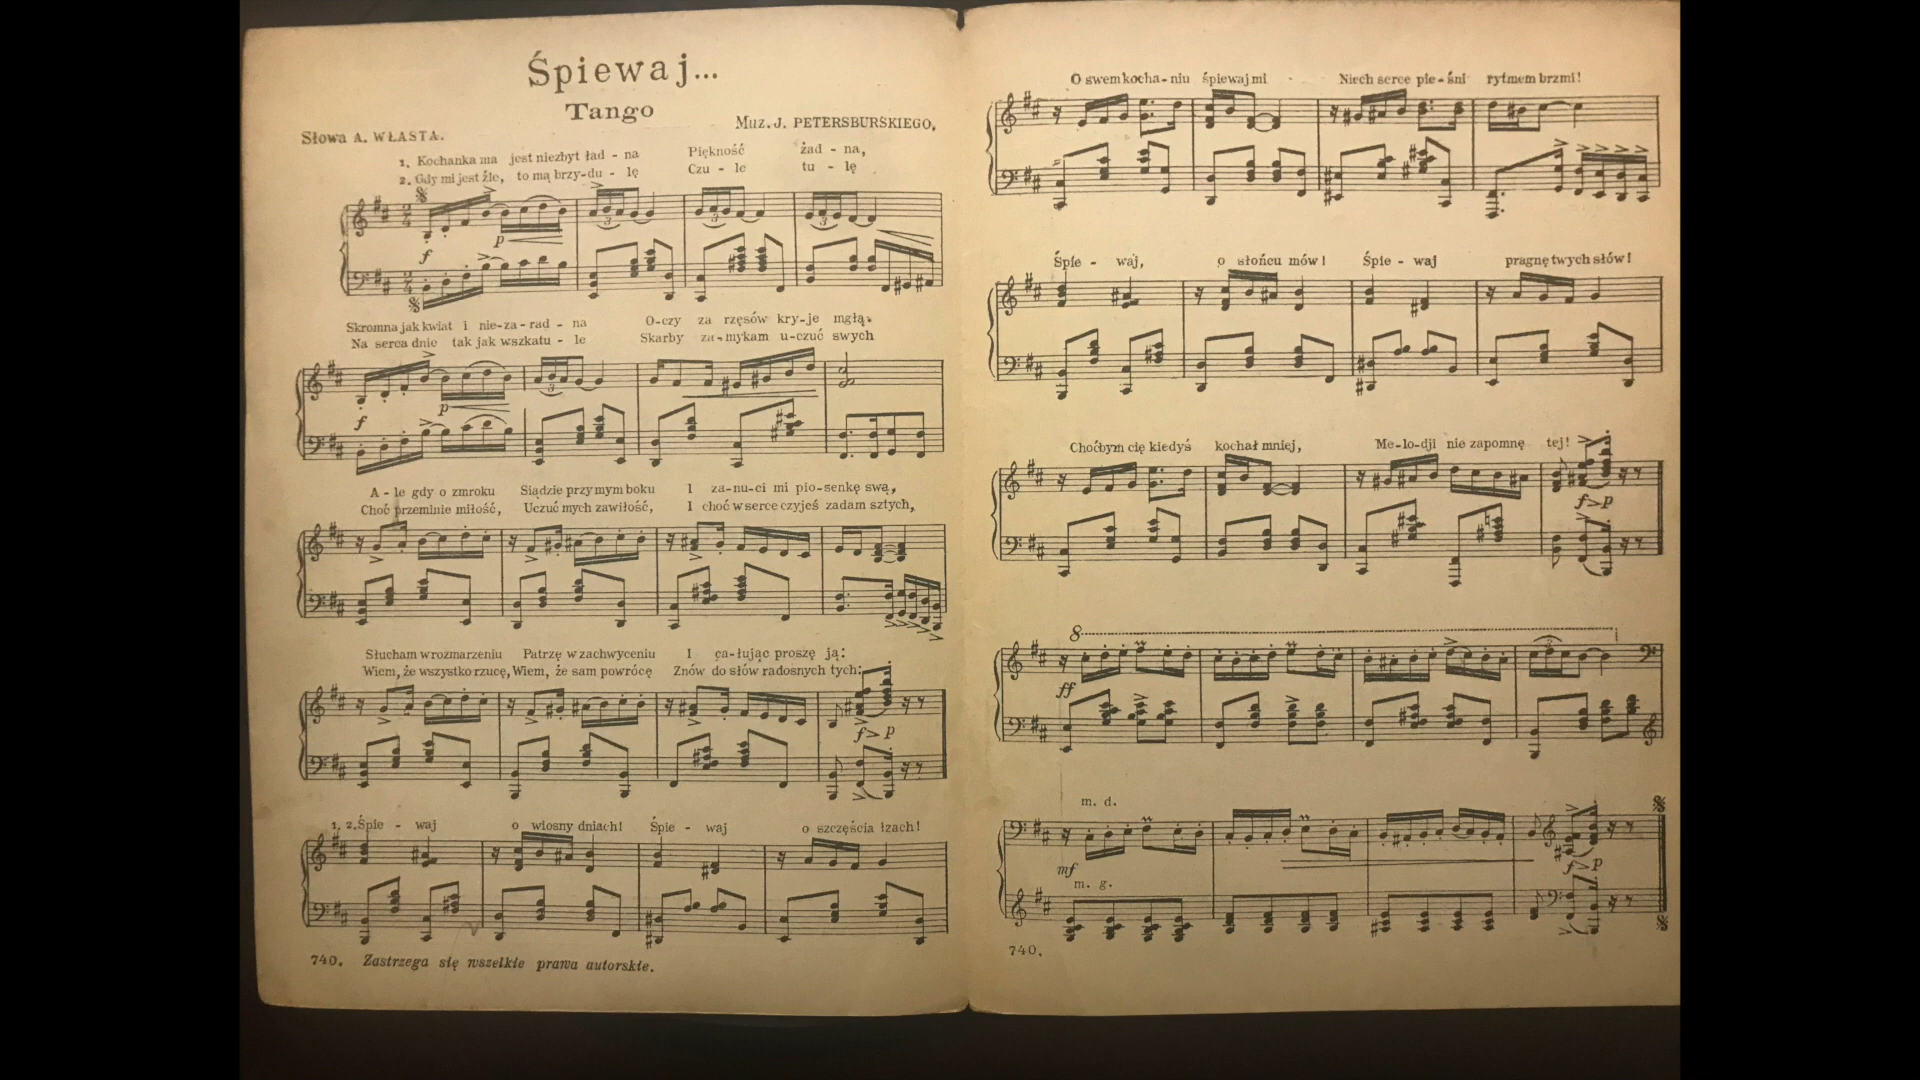 Śpiewaj...
Tango
Słowa A. WŁASTA.
Muz. J. PETERSBURSKIEGO.
1. Kochanka ma jest niezbyt ład - na Piękność żad - na,
2. Gdy mi jest źle, to mą brzy-du - lę Czu - le tu - lę
f p 3 3 3
Skromna jak kwiat i nie-za-rad - na O-czy za rzęsów kry-je mgłą.
Na serca dnie tak jak wszkatu - le Skarby za-mykam u-czuć swych
f p 3
A - le gdy o zmroku Siądzie przy mym boku I za-nu-ci mi pio-senkę swą,
Choć przeminie miłość, Uczuć mych zawiłość, I choć w serce czyjeś zadam sztych,
Słucham w rozmarzeniu Patrzę w zachwyceniu I ca-łując proszę ją:
Wiem, że wszystko rzucę, Wiem, że sam powrócę Znów do słów radosnych tych:
f p
1. 2. Śpie - waj o wiosny dniach! Śpie - waj o szczęścia łzach!
740. Zastrzega się wszelkie prawa autorskie.
O swem kocha-niu śpiewaj mi Niech serce pie-śni rytmem brzmi!
Śpie - waj, o słońcu mów! Śpie - waj pragnę twych słów!
Choćbym cię kiedyś kochał mniej, Me-lo-dji nie zapomnę tej!
f p
8
ff
m. d.
mf f p
m. g.
740.